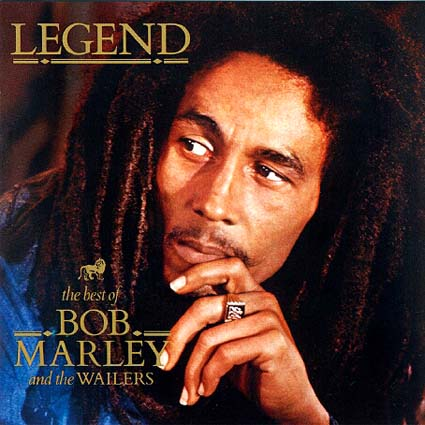 LEGEND
the best of
BOB
MARLEY
and the WAILERS